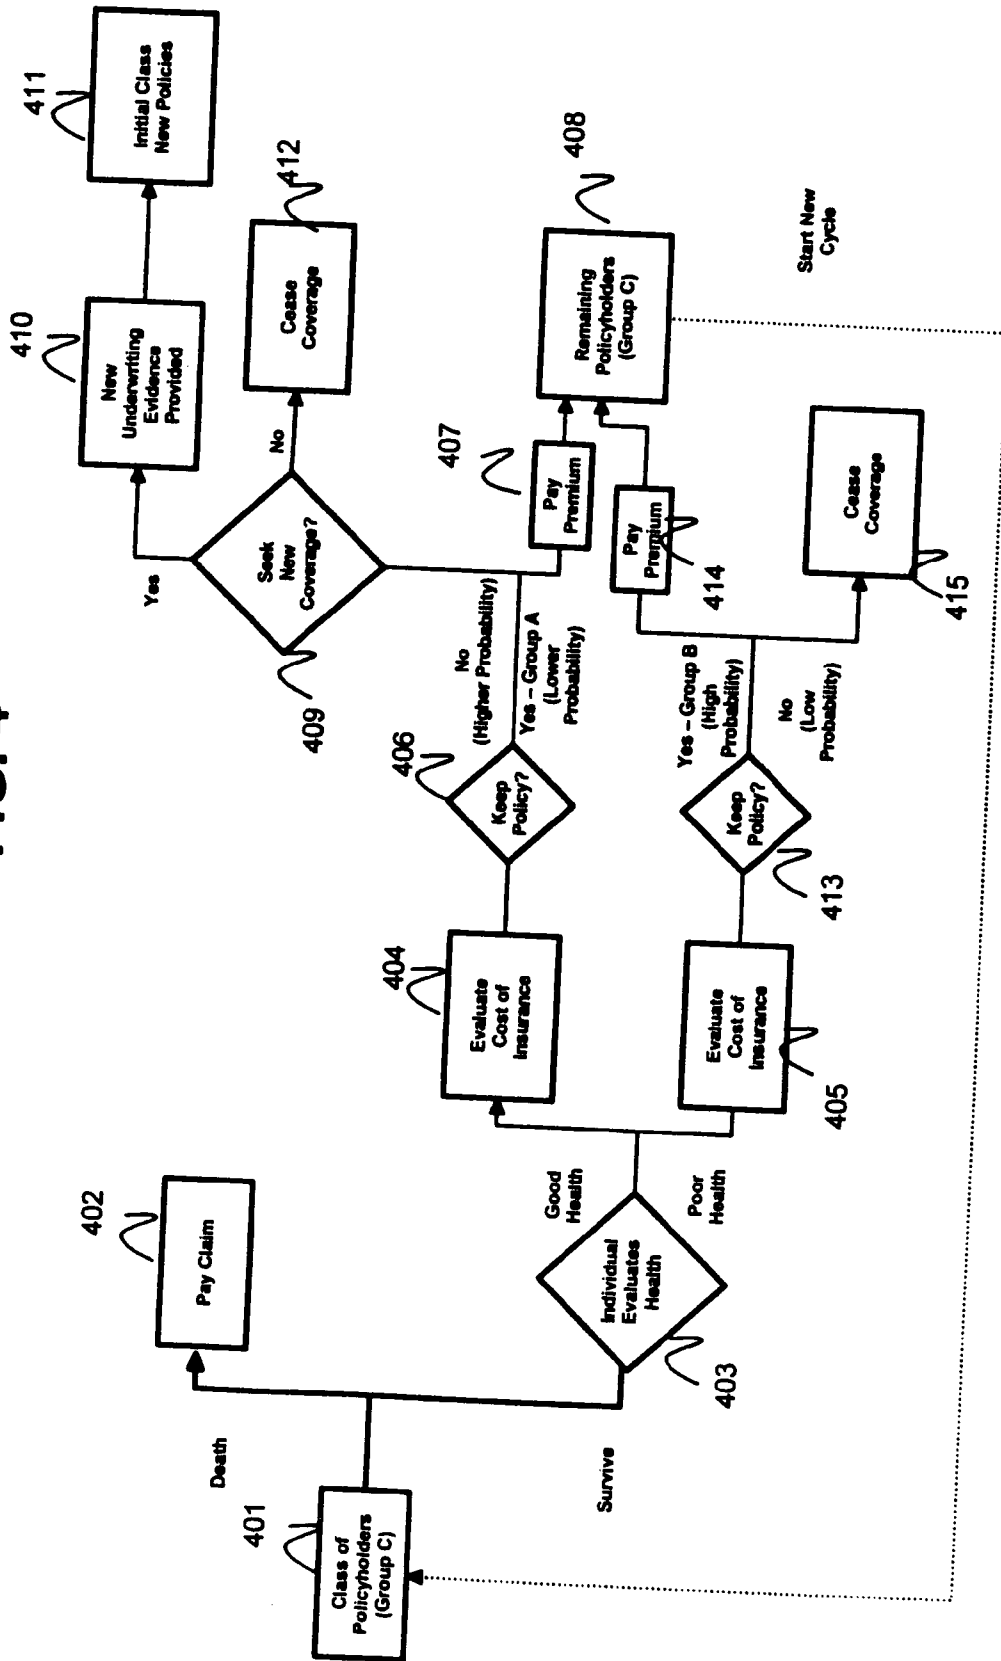 401
Class of
Policyholders
(Group C)
Death
Survive
402
Pay Claim
403
Individual
Evaluates
Health
Good
Health
Poor
Health
404
Evaluate
Cost of
Insurance
405
Evaluate
Cost of
Insurance
406
Keep
Policy?
No
(Higher Probability)
Yes – Group A
(Lower
Probability)
413
Keep
Policy?
Yes – Group B
(High
Probability)
No
(Low
Probability)
409
Seek
New
Coverage?
Yes
No
410
New
Underwriting
Evidence
Provided
411
Initial Class
New Policies
412
Cease
Coverage
407
Pay
Premium
414
Pay
Premium
408
Remaining
Policyholders
(Group C)
415
Cease
Coverage
Start New
Cycle